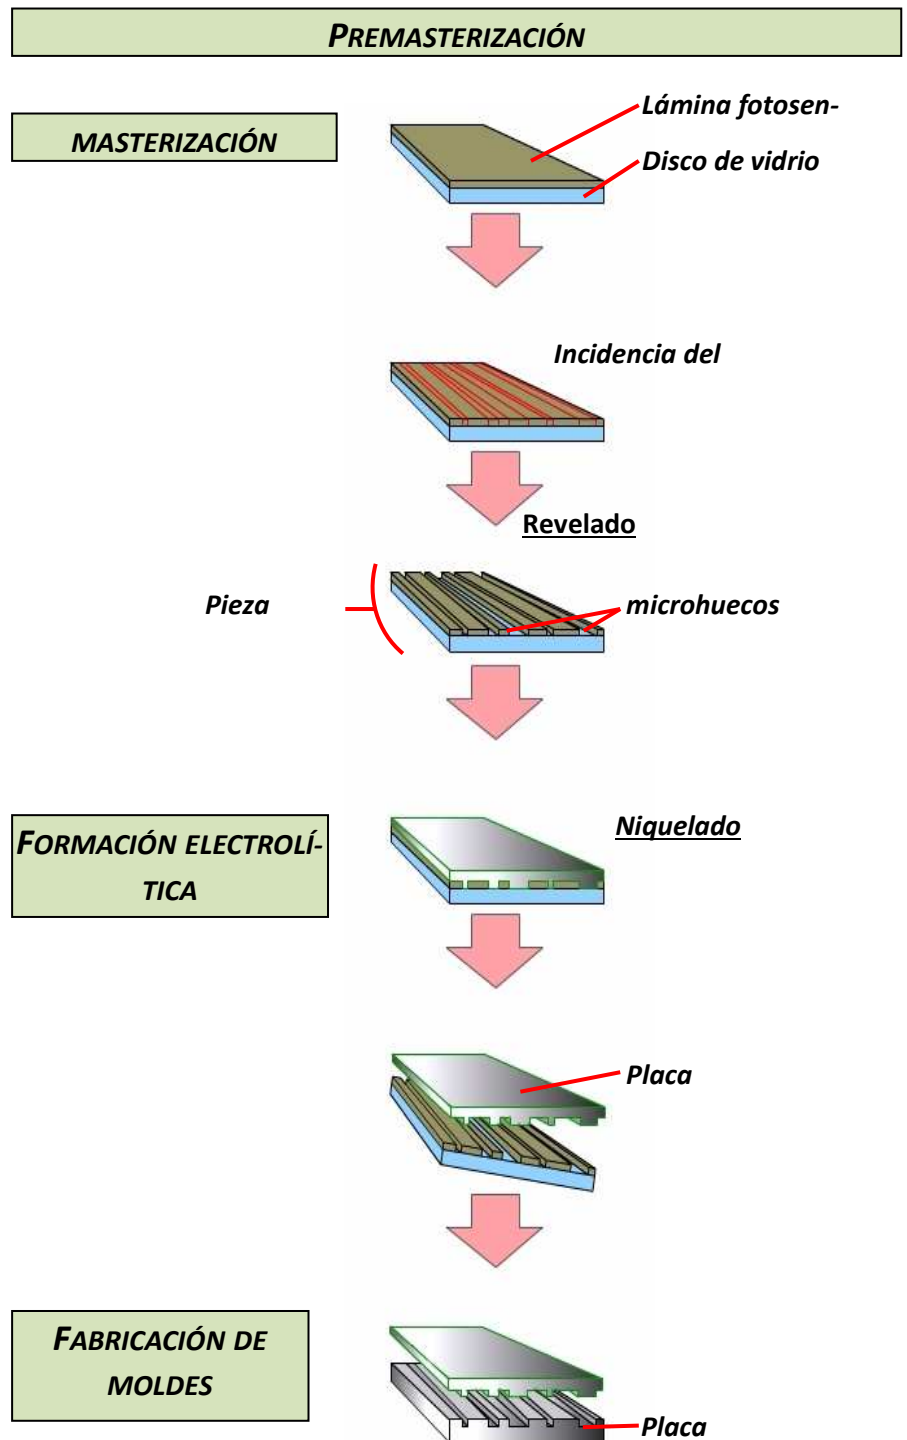 PREMASTERIZACIÓN
MASTERIZACIÓN
Lámina fotosen-
Disco de vidrio
Incidencia del
Revelado
Pieza
microhuecos
FORMACIÓN ELECTROLÍ-
TICA
Niquelado
Placa
FABRICACIÓN DE
MOLDES
Placa